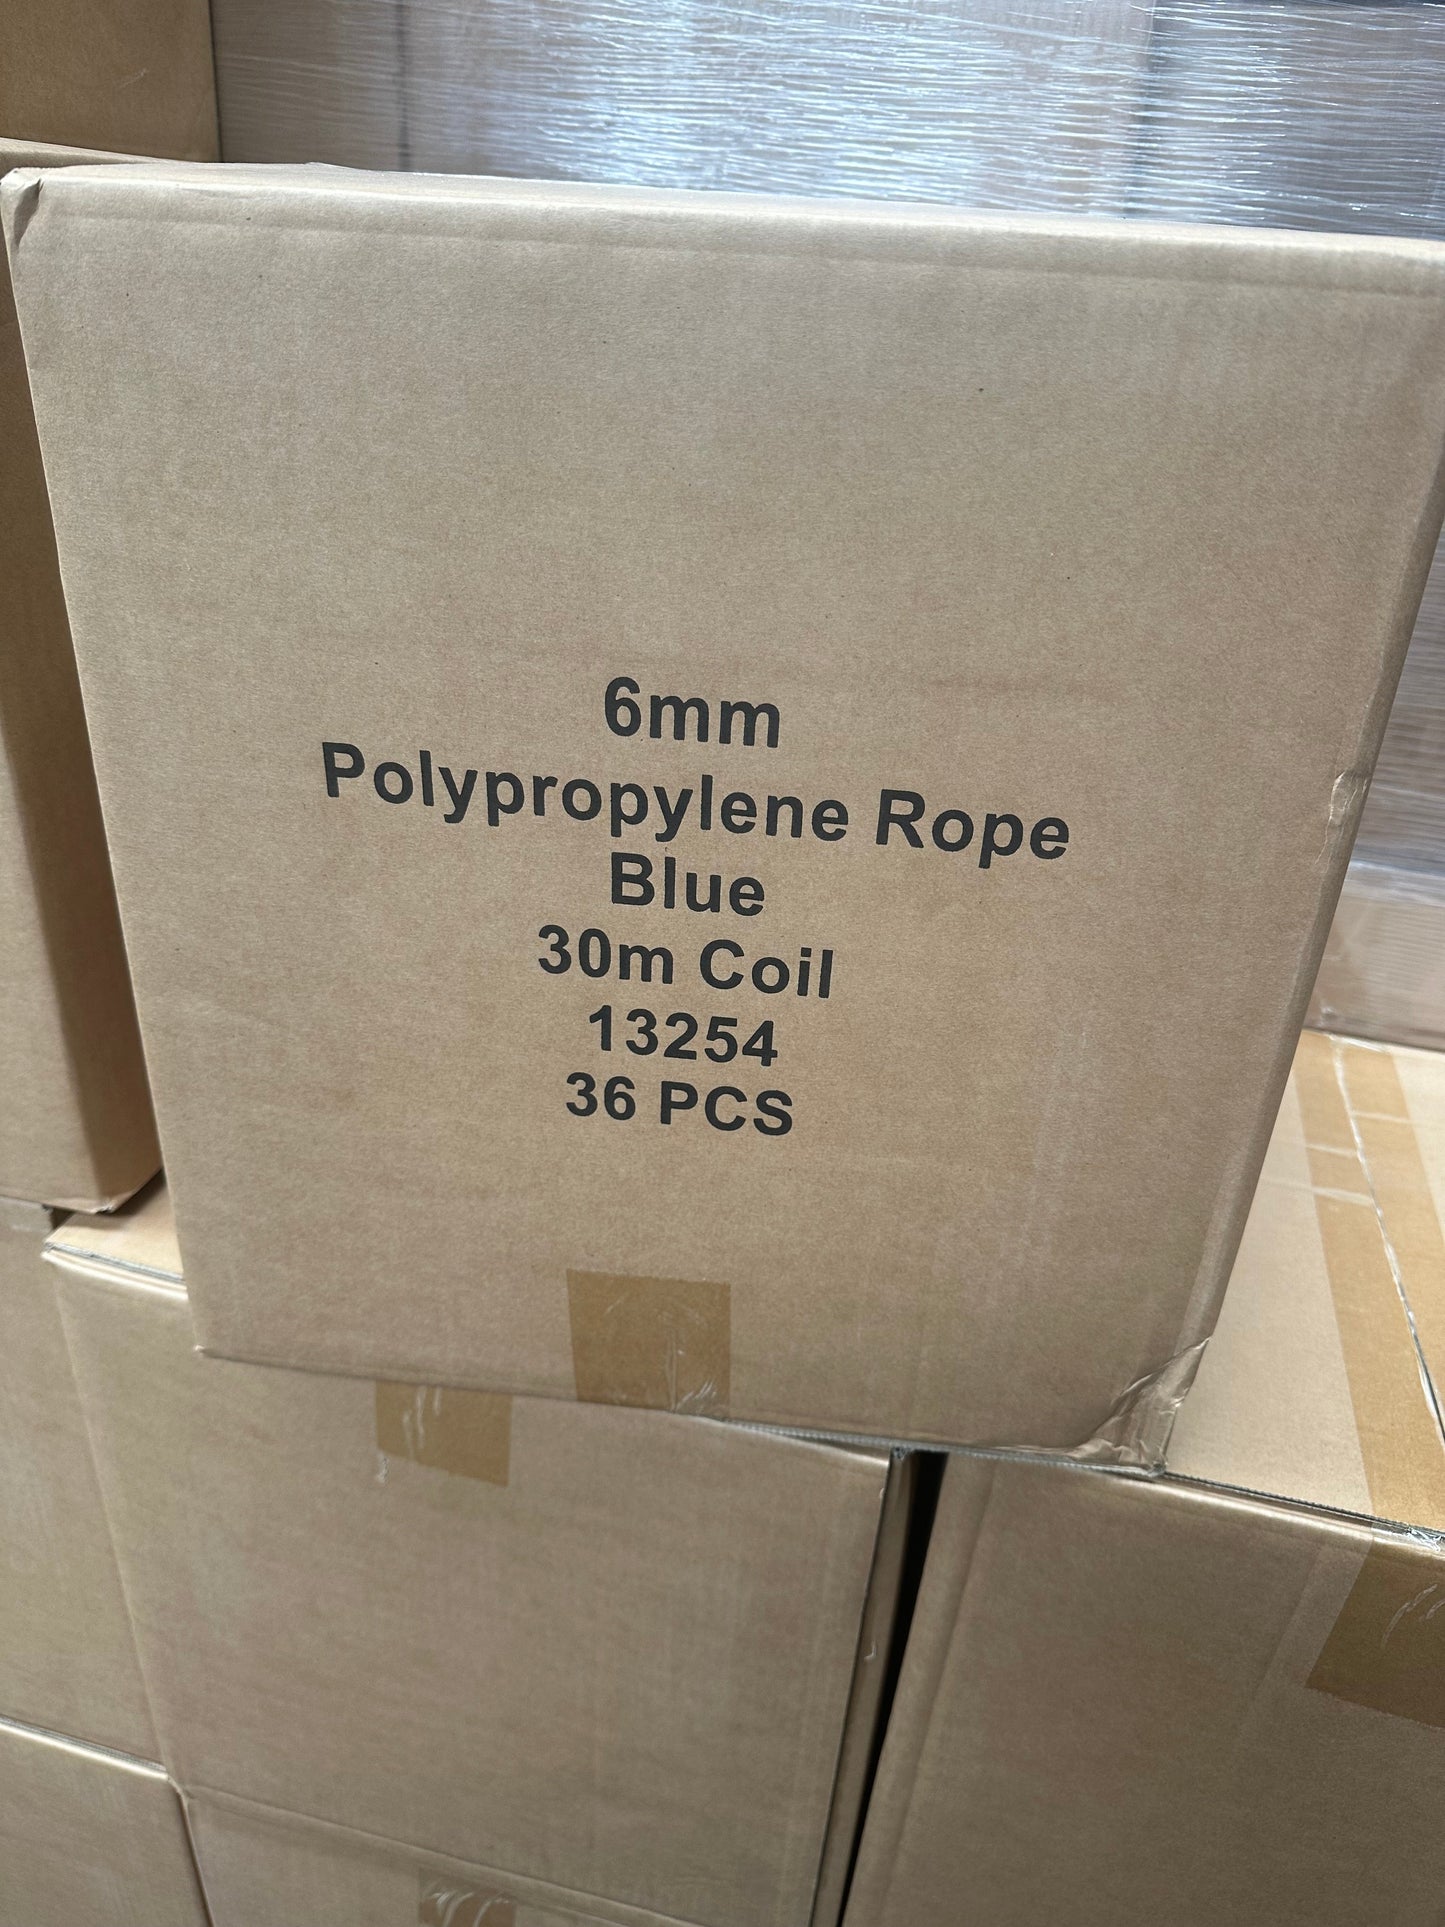 6mm
Polypropylene Rope
Blue
30m Coil
13254
36 PCS